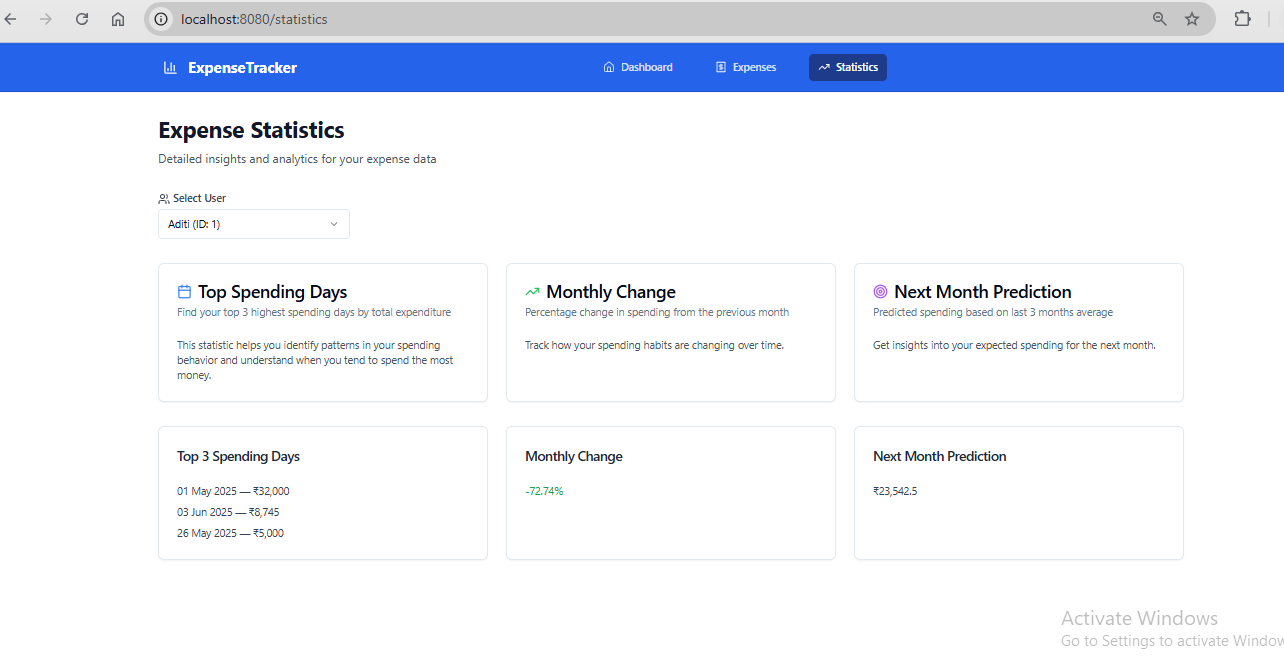 localhost:8080/statistics
ExpenseTracker
Dashboard
Expenses
Statistics
Expense Statistics
Detailed insights and analytics for your expense data
Select User
Aditi (ID: 1)
Top Spending Days
Find your top 3 highest spending days by total expenditure
This statistic helps you identify patterns in your spending
behavior and understand when you tend to spend the most
money.
Monthly Change
Percentage change in spending from the previous month
Track how your spending habits are changing over time.
Next Month Prediction
Predicted spending based on last 3 months average
Get insights into your expected spending for the next month.
Top 3 Spending Days
01 May 2025 — ₹32,000
03 Jun 2025 — ₹8,745
26 May 2025 — ₹5,000
Monthly Change
-72.74%
Next Month Prediction
₹23,542.5
Activate Windows
Go to Settings to activate Window